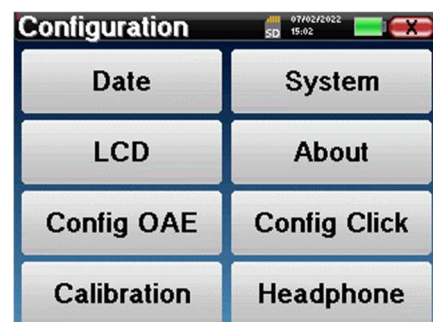 Configuration
SD
07/02/2022
15:02
X
Date
System
LCD
About
Config OAE
Config Click
Calibration
Headphone